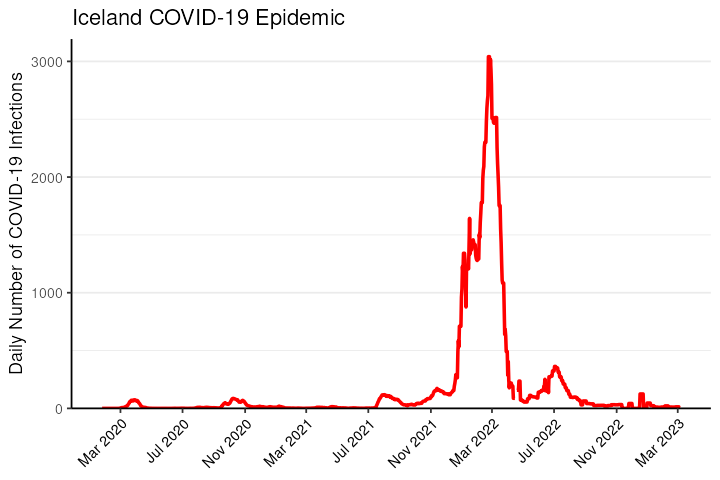 Iceland COVID-19 Epidemic
Daily Number of COVID-19 Infections
3000
2000
1000
0
Mar 2020
Jul 2020
Nov 2020
Mar 2021
Jul 2021
Nov 2021
Mar 2022
Jul 2022
Nov 2022
Mar 2023